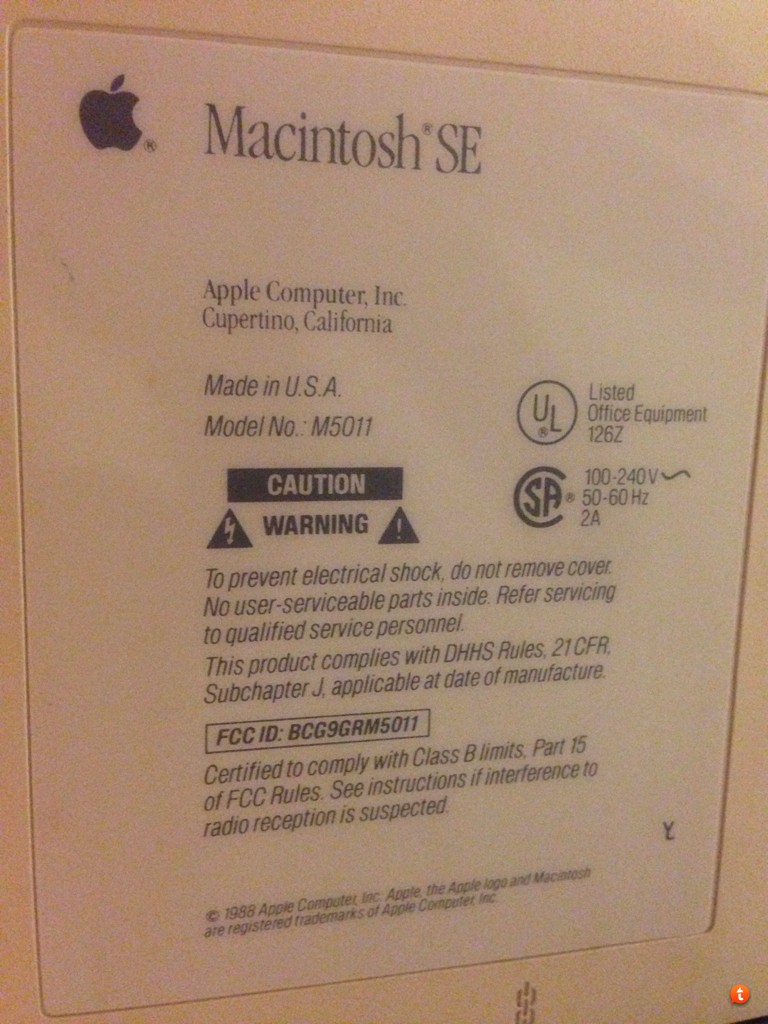 Macintosh® SE
Apple Computer, Inc.
Cupertino, California
Made in U.S.A.
Model No.: M5011
UL® Listed
Office Equipment
126Z
CAUTION
WARNING
SA® 100-240V~
50-60 Hz
2A
To prevent electrical shock, do not remove cover.
No user-serviceable parts inside. Refer servicing
to qualified service personnel.
This product complies with DHHS Rules, 21 CFR,
Subchapter J, applicable at date of manufacture.
FCC ID: BCG9GRM5011
Certified to comply with Class B limits, Part 15
of FCC Rules. See instructions if interference to
radio reception is suspected.
© 1988 Apple Computer, Inc. Apple, the Apple logo and Macintosh
are registered trademarks of Apple Computer, Inc.
t